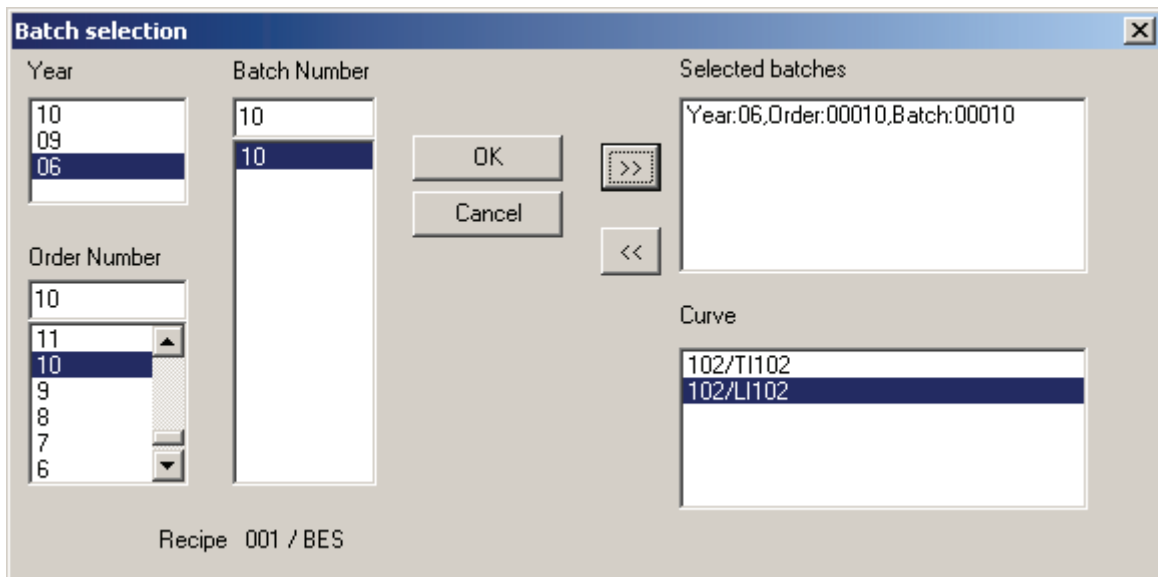 Batch selection
Year
10
09
06
Order Number
10
11
10
9
8
7
6
Batch Number
10
10
OK
Cancel
>>
<<
Selected batches
Year:06,Order:00010,Batch:00010
Curve
102/TI102
102/LI102
Recipe 001 / BES